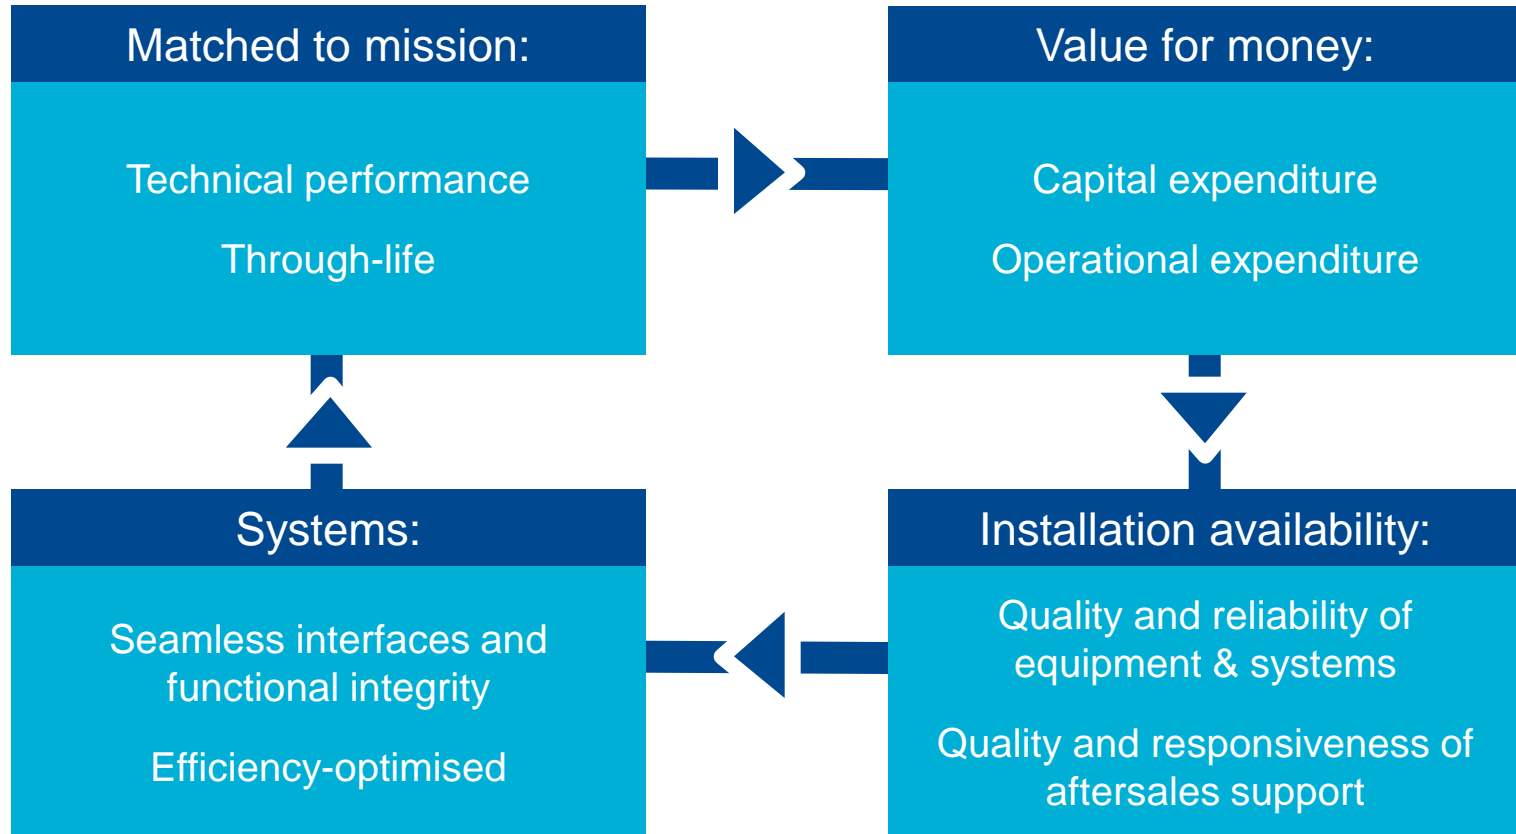 Matched to mission:
Technical performance
Through-life
Value for money:
Capital expenditure
Operational expenditure
Systems:
Seamless interfaces and
functional integrity
Efficiency-optimised
Installation availability:
Quality and reliability of
equipment & systems
Quality and responsiveness of
aftersales support